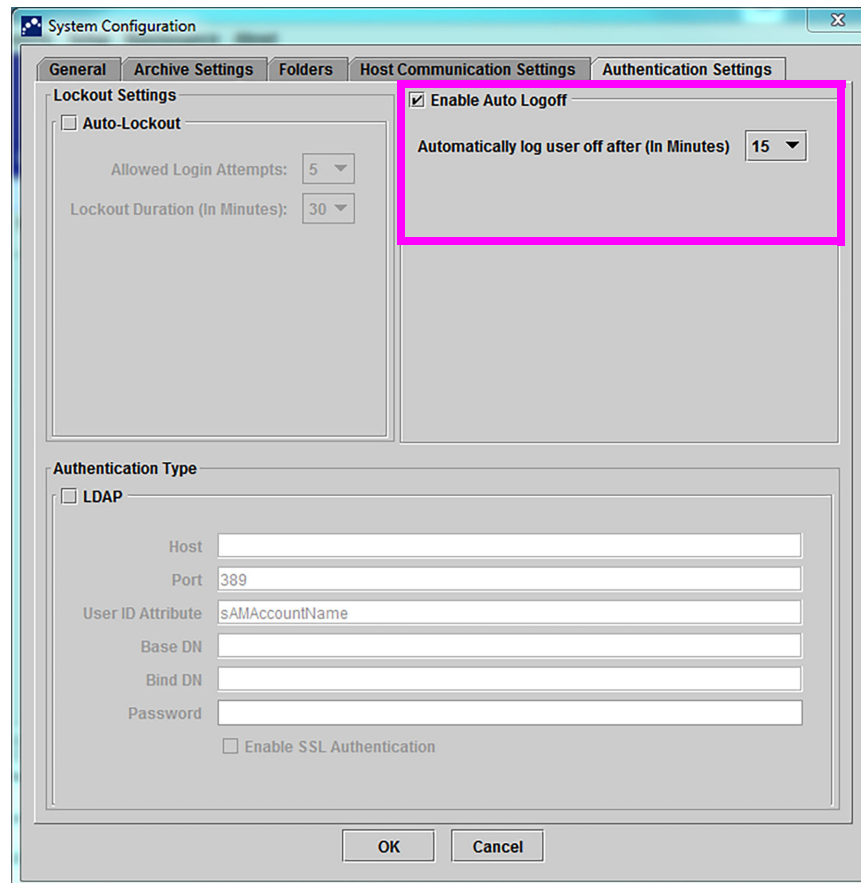 System Configuration
General Archive Settings Folders Host Communication Settings Authentication Settings
Lockout Settings
Auto-Lockout
Allowed Login Attempts: 5
Lockout Duration (In Minutes): 30
Enable Auto Logoff
Automatically log user off after (In Minutes) 15
Authentication Type
LDAP
Host
Port 389
User ID Attribute sAMAccountName
Base DN
Bind DN
Password
Enable SSL Authentication
OK Cancel